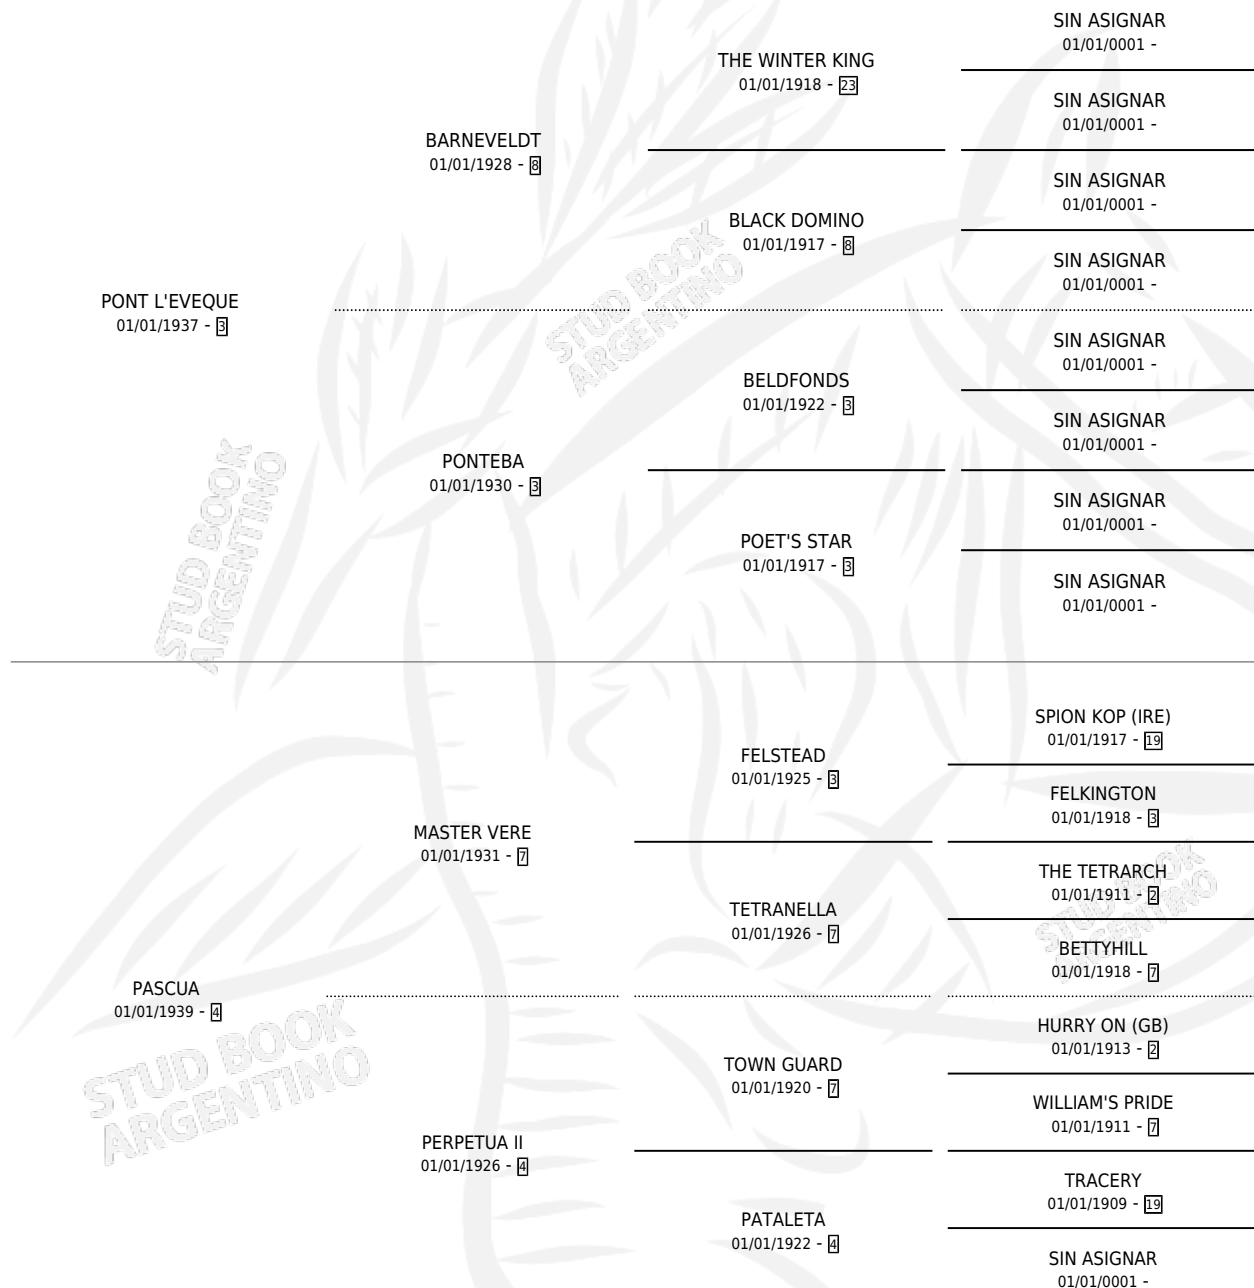 SIN ASIGNAR
01/01/0001 -
THE WINTER KING
01/01/1918 - 23
SIN ASIGNAR
01/01/0001 -
BARNEVELDT
01/01/1928 - 8
SIN ASIGNAR
01/01/0001 -
BLACK DOMINO
01/01/1917 - 8
SIN ASIGNAR
01/01/0001 -
PONT L'EVEQUE
01/01/1937 - 3
SIN ASIGNAR
01/01/0001 -
BELDFONDS
01/01/1922 - 3
SIN ASIGNAR
01/01/0001 -
PONTEBA
01/01/1930 - 3
SIN ASIGNAR
01/01/0001 -
POET'S STAR
01/01/1917 - 3
SIN ASIGNAR
01/01/0001 -
SPION KOP (IRE)
01/01/1917 - 19
FELSTEAD
01/01/1925 - 3
FELKINGTON
01/01/1918 - 3
MASTER VERE
01/01/1931 - 7
THE TETRARCH
01/01/1911 - 2
TETRANELLA
01/01/1926 - 7
BETTYHILL
01/01/1918 - 7
PASCUA
01/01/1939 - 4
HURRY ON (GB)
01/01/1913 - 2
TOWN GUARD
01/01/1920 - 7
WILLIAM'S PRIDE
01/01/1911 - 7
PERPETUA II
01/01/1926 - 4
TRACERY
01/01/1909 - 19
PATALETA
01/01/1922 - 4
SIN ASIGNAR
01/01/0001 -
STUD BOOK
ARGENTINO
STUD BOOK
ARGENTINO
STUD BOOK
ARGENTINO
STUD BOOK
ARGENTINO